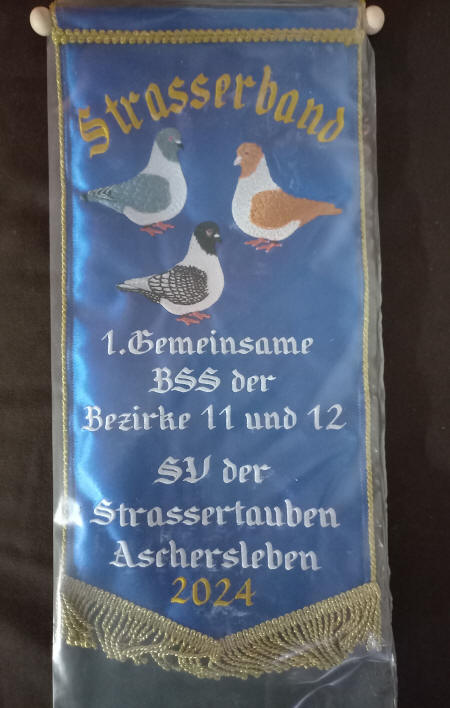 Strasserband
1.Gemeinsame
BSS der
Bezirke 11 und 12
SV der
Strassertauben
Aschersleben
2024